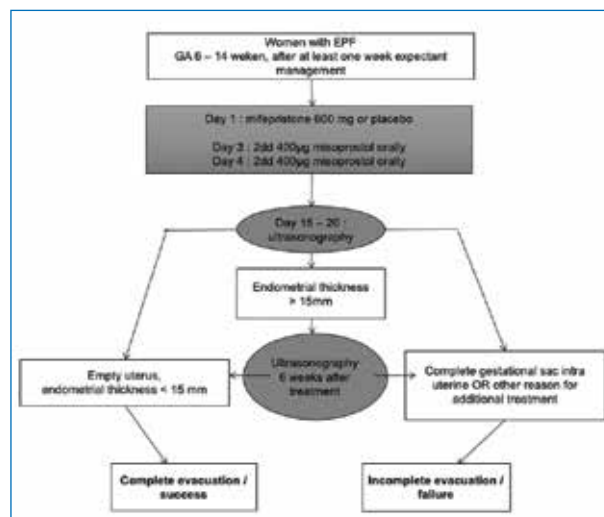 Women with EPF
GA 6 – 14 weken, after at least one week expectant
management
Day 1 : mifepristone 600 mg or placebo
Day 3 : 2dd 400µg misoprostol orally
Day 4 : 2dd 400µg misoprostol orally
Day 15 – 20 :
ultrasonography
Endometrial thickness
> 15mm
Ultrasonography
6 weeks after
treatment
Empty uterus,
endometrial thickness < 15 mm
Complete gestational sac intra
uterine OR other reason for
additional treatment
Complete evacuation /
success
Incomplete evacuation /
failure